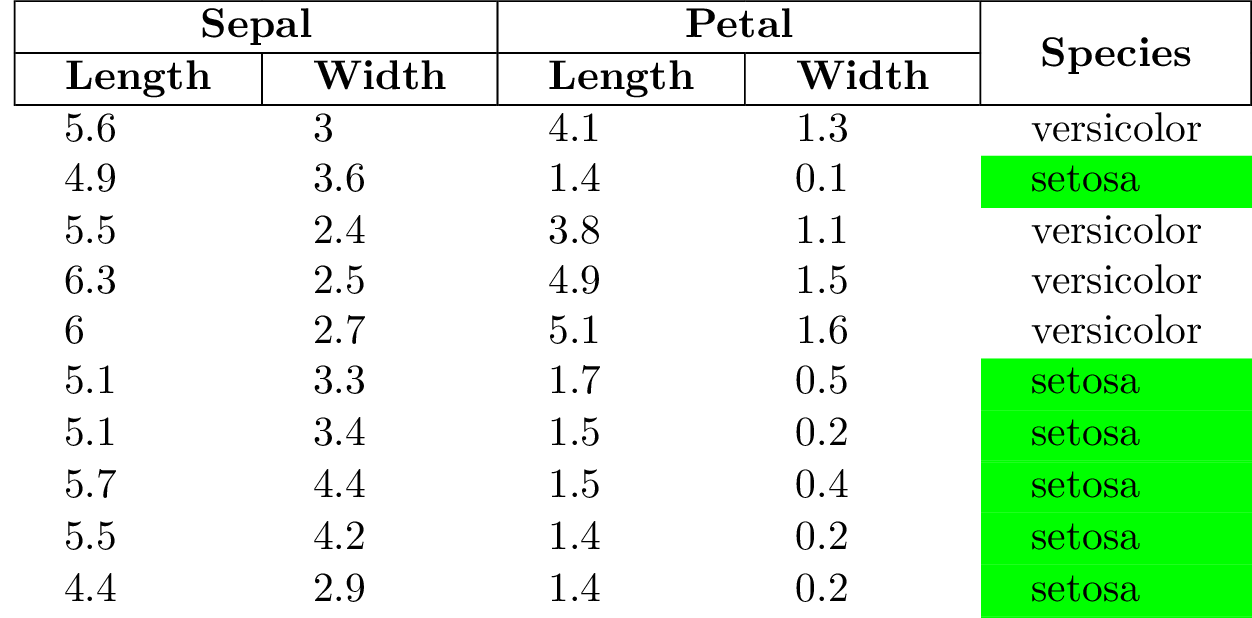 Sepal Petal Species
Length Width Length Width
5.6 3 4.1 1.3 versicolor
4.9 3.6 1.4 0.1 setosa
5.5 2.4 3.8 1.1 versicolor
6.3 2.5 4.9 1.5 versicolor
6 2.7 5.1 1.6 versicolor
5.1 3.3 1.7 0.5 setosa
5.1 3.4 1.5 0.2 setosa
5.7 4.4 1.5 0.4 setosa
5.5 4.2 1.4 0.2 setosa
4.4 2.9 1.4 0.2 setosa